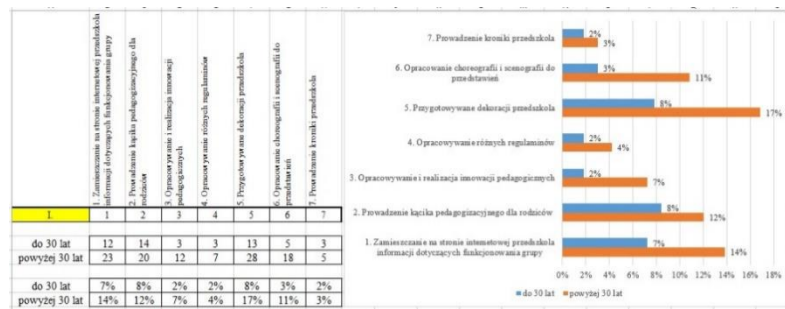 1. Zamieszczanie na stronie internetowej przedszkola
informacji dotyczących funkcjonowania grupy
2. Prowadzenie kącika pedagogizacyjnego dla
rodziców
3. Opracowywanie i realizacja innowacji
pedagogicznych
4. Opracowywanie różnych regulaminów
5. Przygotowywane dekoracji przedszkola
6. Opracowanie choreografii i scenografii do
przedstawień
7. Prowadzenie kroniki przedszkola
I. 1 2 3 4 5 6 7
do 30 lat 12 14 3 3 13 5 3
powyżej 30 lat 23 20 12 7 28 18 5
do 30 lat 7% 8% 2% 2% 8% 3% 2%
powyżej 30 lat 14% 12% 7% 4% 17% 11% 3%
7. Prowadzenie kroniki przedszkola
2%
3%
6. Opracowanie choreografii i scenografii do
przedstawień
3%
11%
5. Przygotowywane dekoracji przedszkola
8%
17%
4. Opracowywanie różnych regulaminów
2%
4%
3. Opracowywanie i realizacja innowacji pedagogicznych
2%
7%
2. Prowadzenie kącika pedagogizacyjnego dla rodziców
8%
12%
1. Zamieszczanie na stronie internetowej przedszkola
informacji dotyczących funkcjonowania grupy
7%
14%
0% 2% 4% 6% 8% 10% 12% 14% 16% 18%
do 30 lat powyżej 30 lat